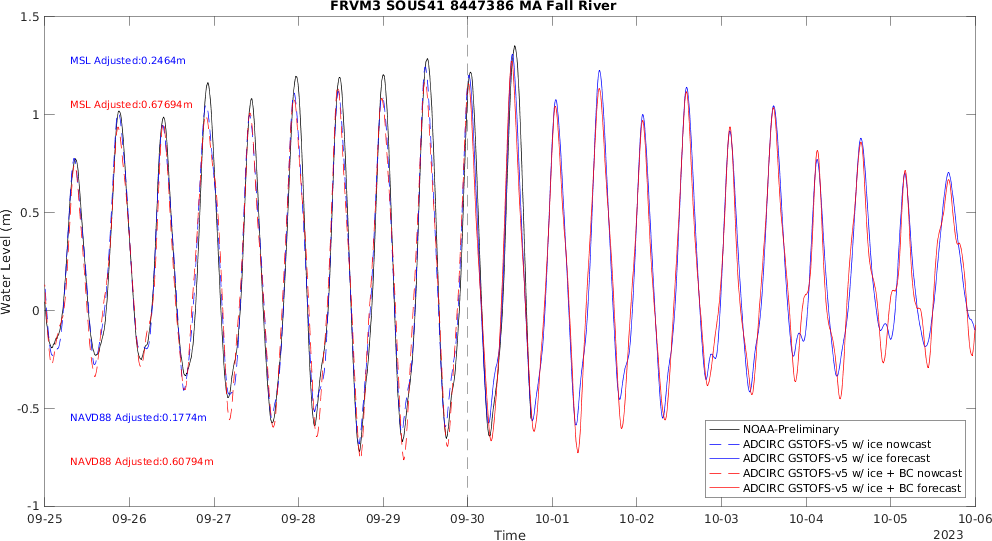 FRVM3 SOUS41 8447386 MA Fall River
1.5
1
0.5
0
-0.5
-1
Water Level (m)
MSL Adjusted:0.2464m
MSL Adjusted:0.67694m
NAVD88 Adjusted:0.1774m
NAVD88 Adjusted:0.60794m
NOAA-Preliminary
ADCIRC GSTOFS-v5 w/ ice nowcast
ADCIRC GSTOFS-v5 w/ ice forecast
ADCIRC GSTOFS-v5 w/ ice + BC nowcast
ADCIRC GSTOFS-v5 w/ ice + BC forecast
09-25 09-26 09-27 09-28 09-29 09-30 10-01 10-02 10-03 10-04 10-05 10-06
Time
2023